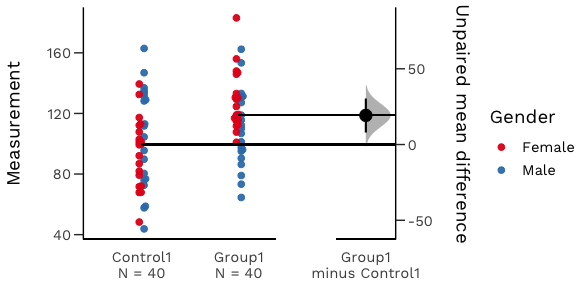 Measurement
160
120
80
40
Control1
N = 40
Group1
N = 40
Group1
minus Control1
50
0
-50
Unpaired mean difference
Gender
Female
Male